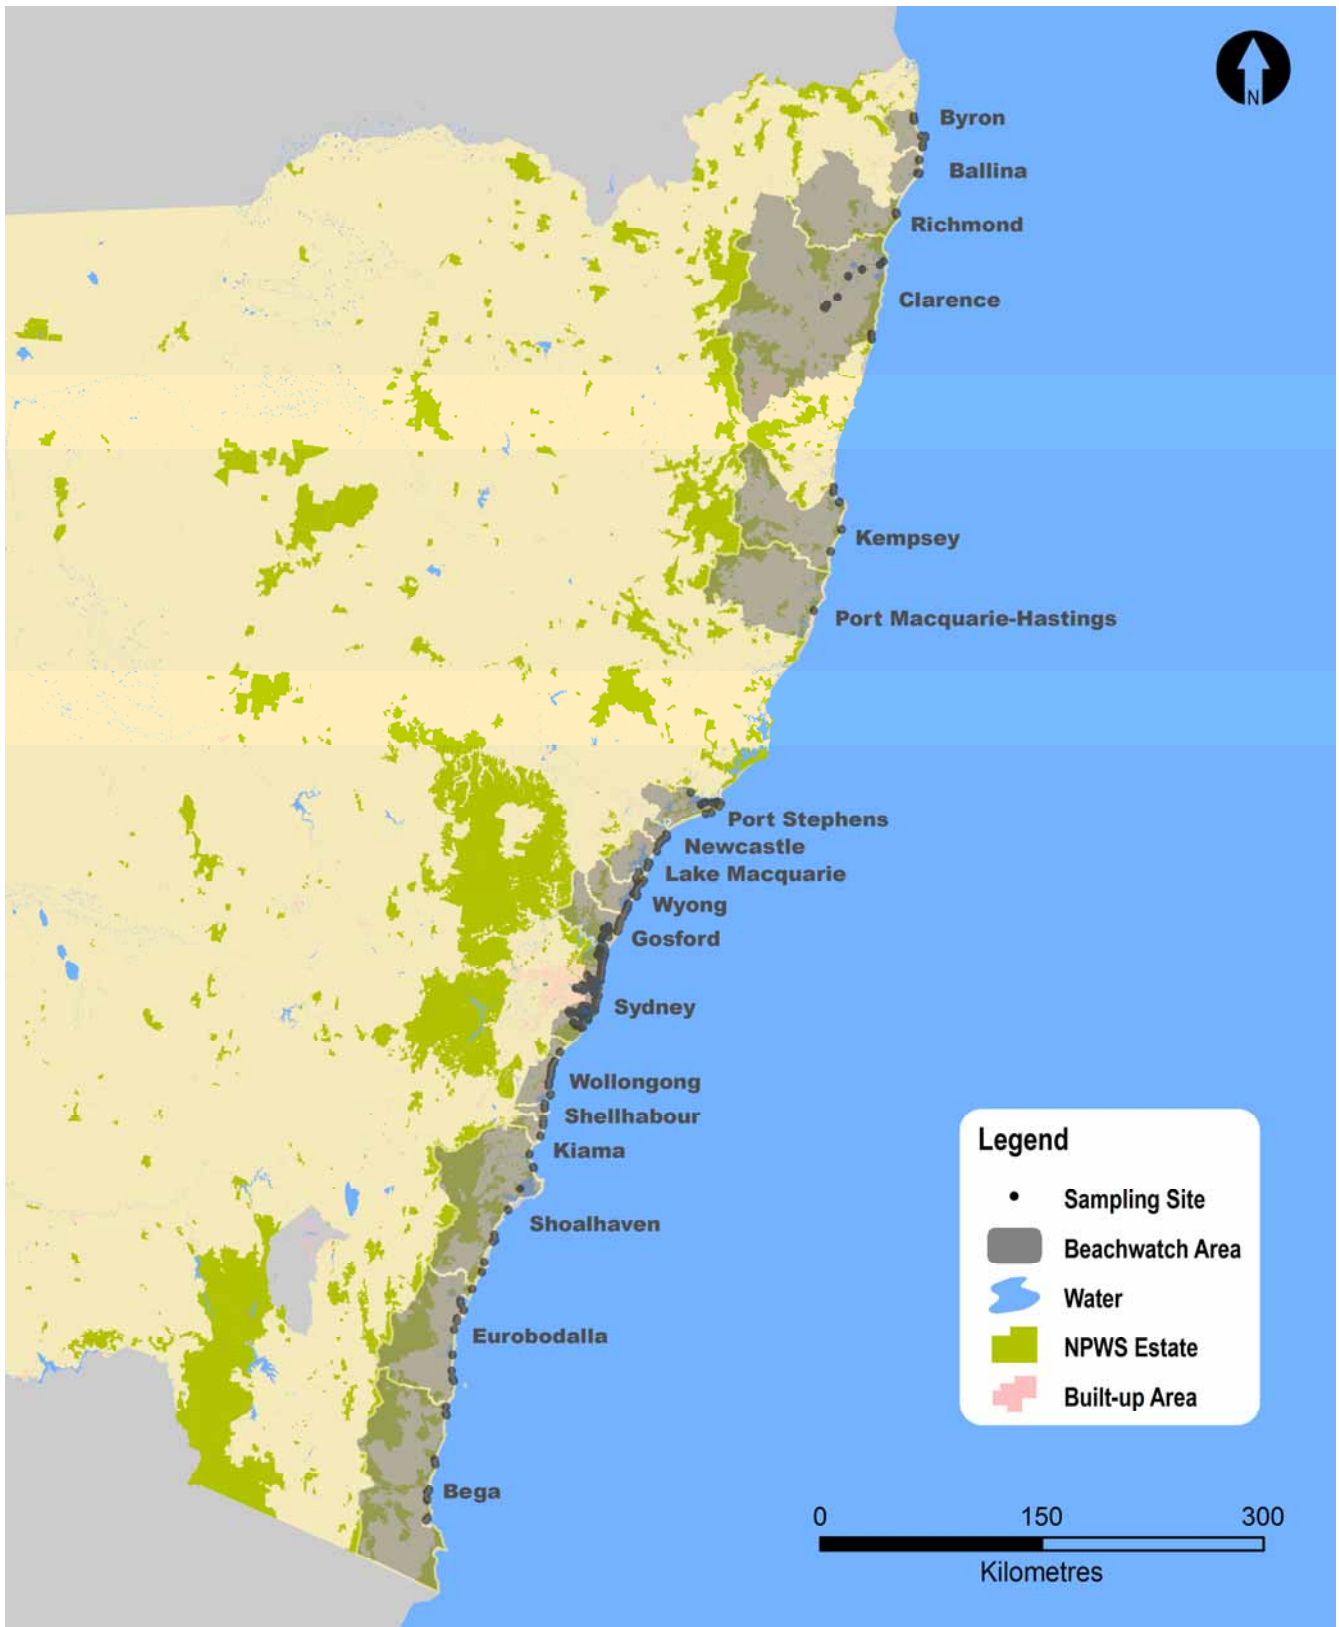 N
Byron
Ballina
Richmond
Clarence
Kempsey
Port Macquarie-Hastings
Port Stephens
Newcastle
Lake Macquarie
Wyong
Gosford
Sydney
Wollongong
Shellhabour
Kiama
Shoalhaven
Eurobodalla
Bega
Legend
Sampling Site
Beachwatch Area
Water
NPWS Estate
Built-up Area
0 150 300
Kilometres